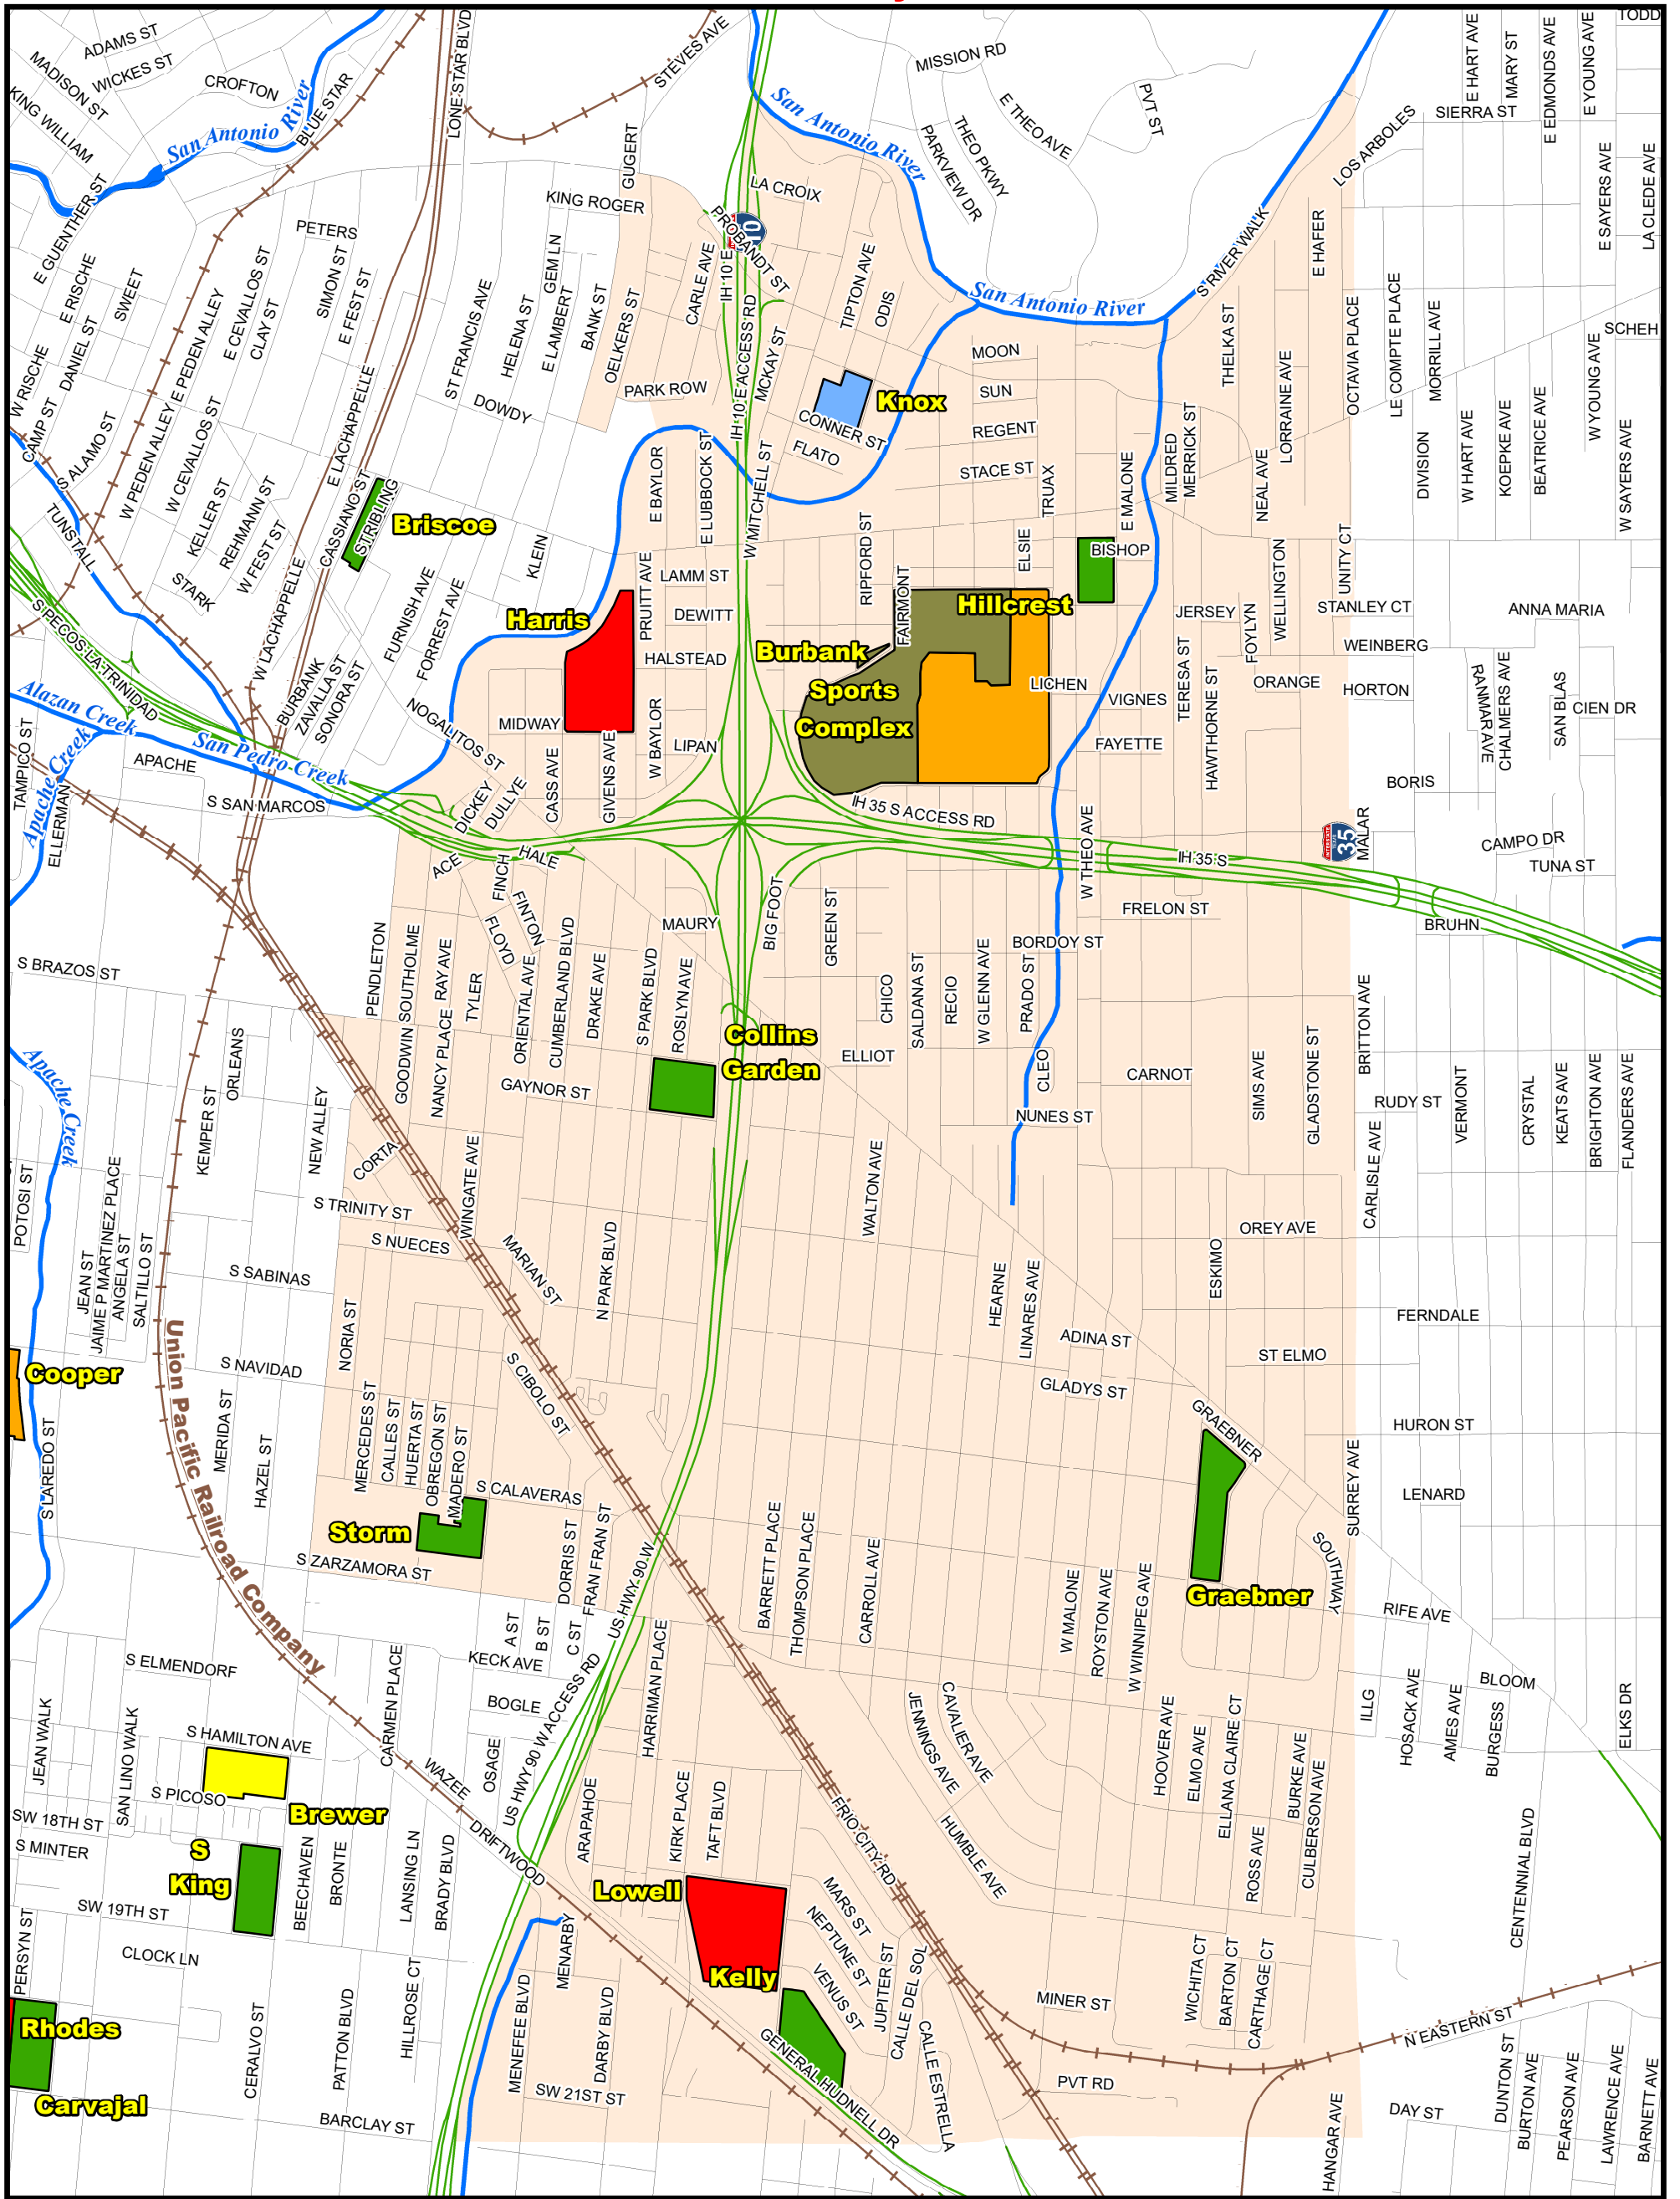 TODD
ADAMS ST
WICKES ST
MADISON ST
CROFTON
KING WILLIAM
San Antonio River
BLUE STAR
LONE STAR BLVD
STEVES AVE
San Antonio River
MISSION RD
E THEO AVE
THEO PKWY
PARKVIEW DR
PVT ST
E HART AVE
MARY ST
E EDMONDS AVE
E YOUNG AVE
SIERRA ST
LOS ARBOLES
E SAYERS AVE
LA CLEDE AVE
E GUENTHER ST
PETERS
GUGERT
KING ROGER
LA CROIX
PROBANDT ST
10
E RISCHE
SWEET
E CEVALLOS ST
SIMON ST
E FEST ST
CLAY ST
GEM LN
ST FRANCIS AVE
HELENA ST
E LAMBERT
BANK ST
OELKERS ST
CARLE AVE
IH 10 E
IH 10 E ACCESS RD
MCKAY ST
TIPTON AVE
ODIS
San Antonio River
S RIVER WALK
E HAFER
THELKA ST
OCTAVIA PLACE
LE COMPTE PLACE
MORRILL AVE
SCHEH
W RISCHE
DANIEL ST
E PEDEN ALLEY
W PEDEN ALLEY
CAMP ST
S ALAMO ST
W CEVALLOS ST
E LACHAPPELLE
DOWDY
PARK ROW
Knox
CONNER ST
FLATO
MOON
SUN
REGENT
STACE ST
TRUAX
E MALONE
MILDRED
MERRICK ST
NEAL AVE
LORRAINE AVE
DIVISION
W HART AVE
KOEPKE AVE
BEATRICE AVE
W YOUNG AVE
W SAYERS AVE
TUNSTALL
KELLER ST
REHMANN ST
W FEST ST
STARK
CASSIANO ST
STRIBLING
Briscoe
KLEIN
E BAYLOR
E LUBBOCK ST
W MITCHELL ST
RIPFORD ST
FAIRMONT
ELSIE
BISHOP
Hillcrest
JERSEY
WELLINGTON
FOYLYN
UNITY CT
STANLEY CT
ANNA MARIA
WEINBERG
S PECOS LA TRINIDAD
W LACHAPPELLE
FURNISH AVE
FORREST AVE
Harris
PRUITT AVE
LAMM ST
DEWITT
HALSTEAD
Burbank
Sports
Complex
LICHEN
VIGNES
TERESA ST
HAWTHORNE ST
ORANGE
HORTON
RANMAR AVE
CHALMERS AVE
SAN BLAS
CIEN DR
Alazan Creek
Apache Creek
San Pedro Creek
BURBANK
ZAVALLA ST
SONORA ST
NOGALITOS ST
MIDWAY
W BAYLOR
LIPAN
FAYETTE
BORIS
TAMPICO ST
APACHE
S SAN MARCOS
ELLERMAN
DICKEY
DULLYE
CASS AVE
GIVENS AVE
IH 35 S ACCESS RD
W THEO AVE
IH 35 S
35
MALAR
CAMPO DR
TUNA ST
ACE
HALE
FINCH
FINTON
FLOYD
MAURY
BIG FOOT
GREEN ST
FRELON ST
BRUHN
S BRAZOS ST
PENDLETON
GOODWIN
SOUTHOLME
NANCY PLACE
RAY AVE
TYLER
ORIENTAL AVE
CUMBERLAND BLVD
DRAKE AVE
S PARK BLVD
ROSLYN AVE
Collins
Garden
CHICO
SALDANA ST
RECIO
W GLENN AVE
PRADO ST
BORDOY ST
ELLIOT
CLEO
CARNOT
NUNES ST
SIMS AVE
GLADSTONE ST
BRITTON AVE
RUDY ST
VERMONT
CRYSTAL
KEATS AVE
BRIGHTON AVE
FLANDERS AVE
CARLISLE AVE
Apache Creek
KEMPER ST
ORLEANS
NEW ALLEY
GAYNOR ST
CORTA
WINGATE AVE
POTOSI ST
JEAN ST
JAIME P MARTINEZ PLACE
ANGELA ST
SALTILLO ST
S TRINITY ST
S NUECES
S SABINAS
MARIAN ST
N PARK BLVD
WALTON AVE
HEARNE
LINARES AVE
OREY AVE
ESKIMO
ADINA ST
FERNDALE
ST ELMO
GLADYS ST
Union Pacific Railroad Company
Cooper
S NAVIDAD
NORIA ST
S CIBOLO ST
MERIDA ST
HAZEL ST
MERCEDES ST
CALLES ST
HUERTA ST
OBREGON ST
MADERO ST
S CALAVERAS
S LAREDO ST
Storm
S ZARZAMORA ST
DORRIS ST
FRAN FRAN ST
US HWY 90 W
BARRETT PLACE
THOMPSON PLACE
CARROLL AVE
GRAEBNER
Graebner
HURON ST
SURREY AVE
LENARD
SOUTHWAY
RIFE AVE
W MALONE
ROYSTON AVE
W WINNIPEG AVE
S ELMENDORF
A ST
B ST
C ST
KECK AVE
BOGLE
CARMEN PLACE
OSAGE
US HWY 90 W ACCESS RD
HARRIMAN PLACE
JENNINGS AVE
CAVALIER AVE
HOOVER AVE
ELMO AVE
ELLANA CLAIRE CT
BURKE AVE
CULBERSON AVE
ROSS AVE
ILLG
HOSACK AVE
AMES AVE
BURGESS
BLOOM
ELKS DR
JEAN WALK
SAN LINO WALK
S HAMILTON AVE
S PICOSO
Brewer
WAZEE
DRIFTWOOD
SW 18TH ST
S MINTER
S
King
BEECHAVEN
BRONTE
LANSING LN
BRADY BLVD
ARAPAHOE
KIRK PLACE
TAFT BLVD
FRIO CITY RD
HUMBLE AVE
CENTENNIAL BLVD
Lowell
Kelly
MARS ST
NEPTUNE ST
VENUS ST
JUPITER ST
CALLE DEL SOL
CALLE ESTRELLA
SW 19TH ST
CLOCK LN
PERSYN ST
Rhodes
Carvajal
CERALVO ST
PATTON BLVD
HILLROSE CT
MENARBY
MENEFEE BLVD
DARBY BLVD
SW 21ST ST
BARCLAY ST
GENERAL HUDNELL DR
MINER ST
WICHITA CT
BARTON CT
CARTHAGE CT
PVT RD
N EASTERN ST
HANGAR AVE
DAY ST
DUNTON ST
BURTON AVE
PEARSON AVE
LAWRENCE AVE
BARNETT AVE